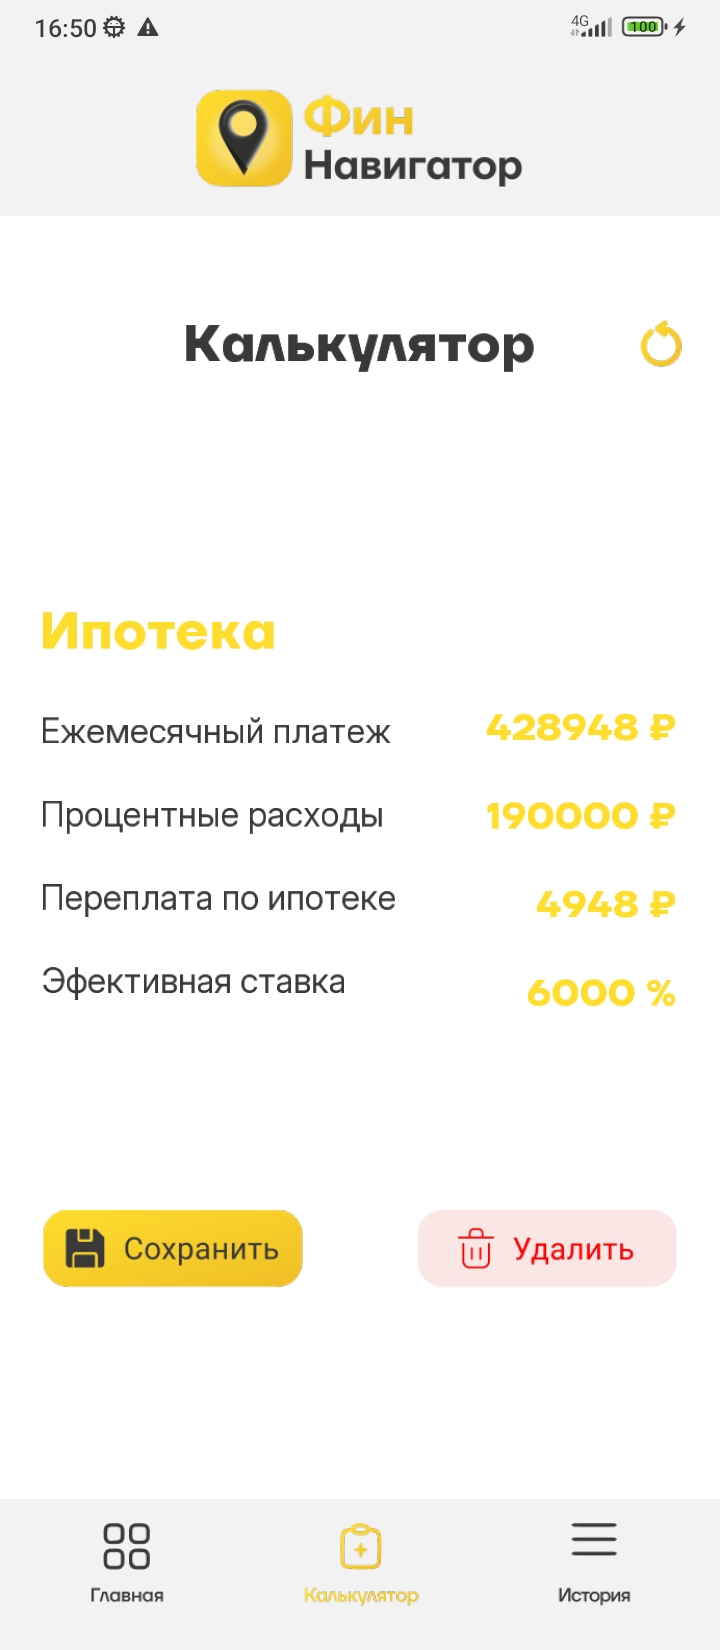 16:50
4G
100
Фин
Навигатор
Калькулятор
Ипотека
Ежемесячный платеж 428948 ₽
Процентные расходы 190000 ₽
Переплата по ипотеке 4948 ₽
Эфективная ставка 6000 %
Сохранить
Удалить
Главная
Калькулятор
История